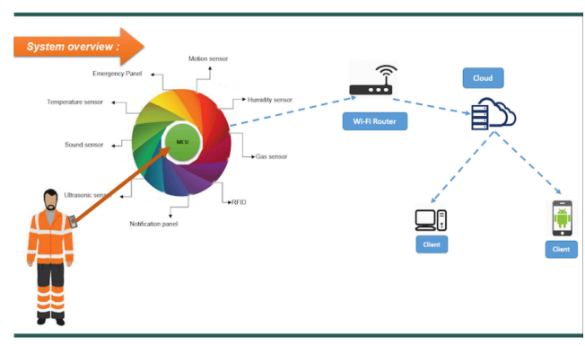 System overview :
Motion sensor
Emergency Panel
Temperature sensor
Humidity sensor
Sound sensor
Gas sensor
Ultrasonic
RFID
Notification panel
Wi-Fi Router
Cloud
Client
Client